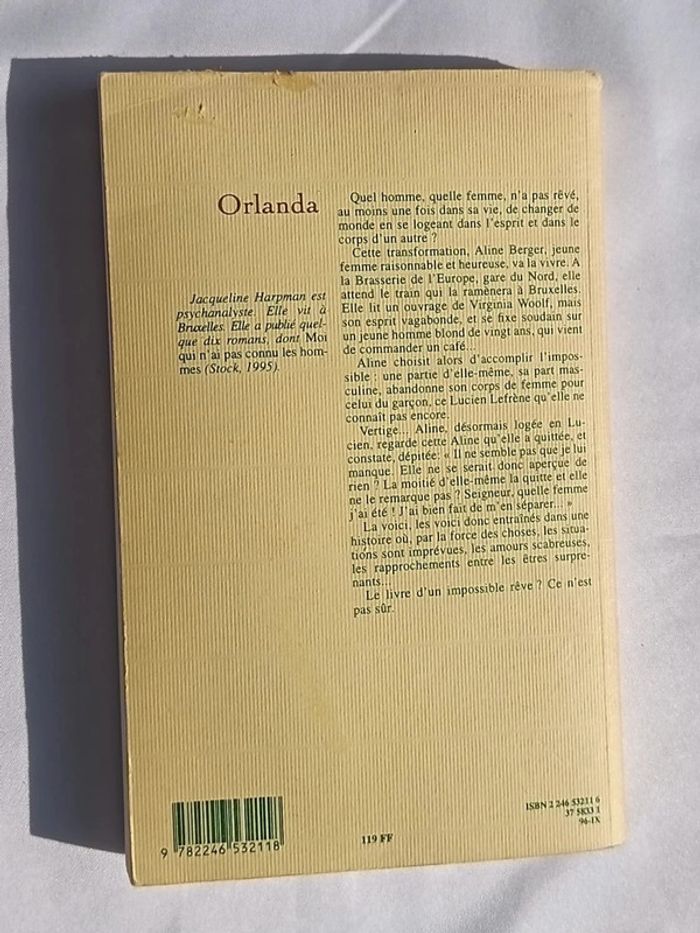 Orlanda
Jacqueline Harpman est
psychanalyste. Elle vit à
Bruxelles. Elle a publié quel-
que dix romans, dont Moi
qui n'ai pas connu les hom-
mes (Stock, 1995).
Quel homme, quelle femme, n'a pas rêvé,
au moins une fois dans sa vie, de changer de
monde en se logeant dans l'esprit et dans le
corps d'un autre ?
Cette transformation, Aline Berger, jeune
femme raisonnable et heureuse, va la vivre. A
la Brasserie de l'Europe, gare du Nord, elle
attend le train qui la ramènera à Bruxelles.
Elle lit un ouvrage de Virginia Woolf, mais
son esprit vagabonde, et se fixe soudain sur
un jeune homme blond de vingt ans, qui vient
de commander un café...
Aline choisit alors d'accomplir l'impos-
sible : une partie d'elle-même, sa part mas-
culine, abandonne son corps de femme pour
celui du garçon, ce Lucien Lefrène qu'elle ne
connaît pas encore.
Vertige... Aline, désormais logée en Lu-
cien, regarde cette Aline qu'elle a quittée, et
constate, dépitée: « Il ne semble pas que je lui
manque. Elle ne se serait donc aperçue de
rien ? La moitié d'elle-même la quitte et elle
ne le remarque pas ? Seigneur, quelle femme
j'ai été ! J'ai bien fait de m'en séparer... »
La voici, les voici donc entraînés dans une
histoire où, par la force des choses, les situa-
tions sont imprévues, les amours scabreuses,
les rapprochements entre les êtres surpre-
nants...
Le livre d'un impossible rêve ? Ce n'est
pas sûr.
9 782246 532118
119 FF
ISBN 2 246 53211 6
37 5833 1
96-IX